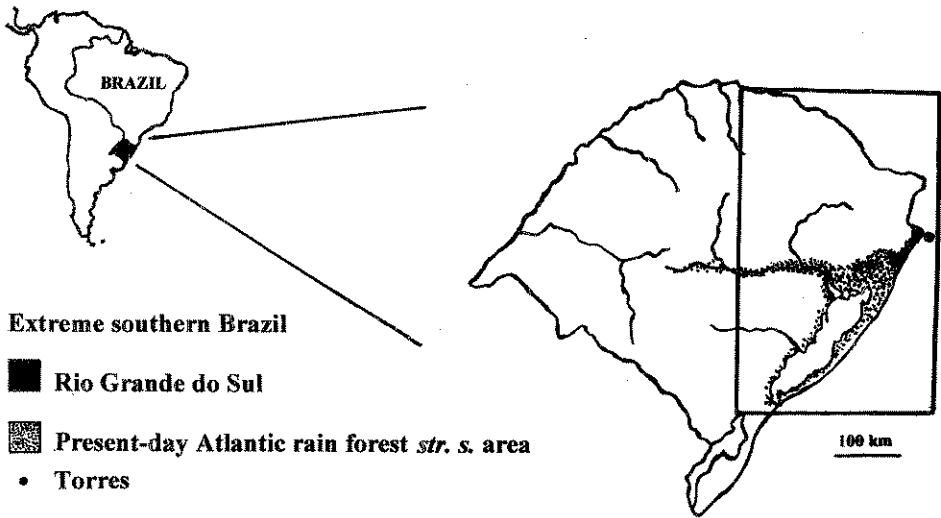 BRAZIL
Extreme southern Brazil
Rio Grande do Sul
Present-day Atlantic rain forest str. s. area
Torres
100 km